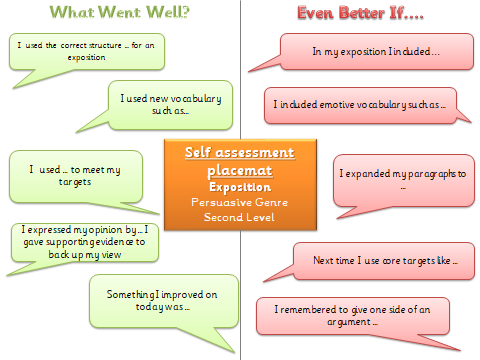 What Went Well?
I used the correct structure … for an
exposition
I used new vocabulary
such as…
I used … to meet my
targets
I expressed my opinion by… I
gave supporting evidence to
back up my view
Something I improved on
today was…
Self assessment
placemat
Exposition
Persuasive Genre
Second Level
Even Better If….
In my exposition I included…
I included emotive vocabulary such as…
I expanded my paragraphs to
…
Next time I use core targets like …
I remembered to give one side of an
argument …